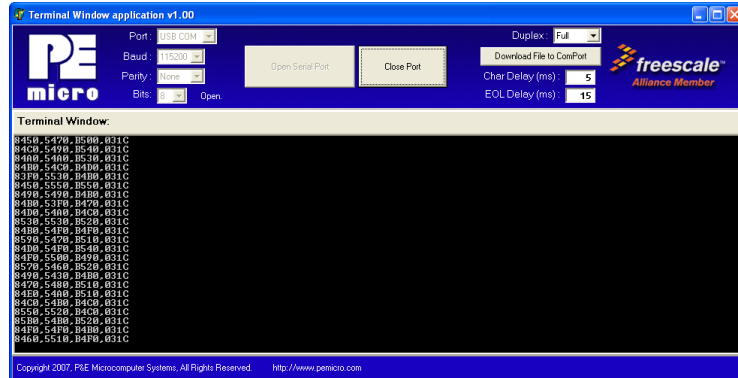 Terminal Window application v1.00
PE
micro
Port: USB COM
Baud: 115200
Parity: None
Bits: 8 Open.
Open Serial Port
Close Port
Duplex: Full
Download File to ComPort
Char Delay (ms): 5
EOL Delay (ms): 15
freescale™
Alliance Member
Terminal Window:
8450,5470,B500,031C
84C0,5490,B540,031C
84A0,54A0,B530,031C
84B0,54C0,B4D0,031C
83F0,5530,B4B0,031C
8450,5550,B550,031C
8490,5490,B4B0,031C
84B0,53F0,B470,031C
84D0,54A0,B4C0,031C
8530,5530,B520,031C
84B0,54F0,B4F0,031C
8590,5470,B510,031C
84D0,54F0,B540,031C
84F0,5500,B490,031C
8570,5460,B520,031C
8490,5430,B4B0,031C
8470,5480,B510,031C
84E0,54A0,B510,031C
84C0,54B0,B4C0,031C
8550,5520,B4C0,031C
85B0,54B0,B520,031C
84F0,54F0,B4B0,031C
8460,5510,B4F0,031C
Copyright 2007, P&E Microcomputer Systems, All Rights Reserved. http://www.pemicro.com